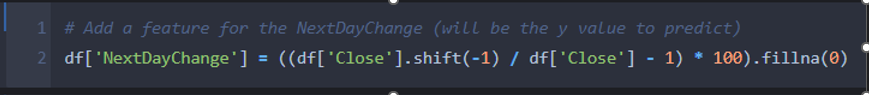 1 # Add a feature for the NextDayChange (will be the y value to predict)
2 df['NextDayChange'] = ((df['Close'].shift(-1) / df['Close'] - 1) * 100).fillna(0)